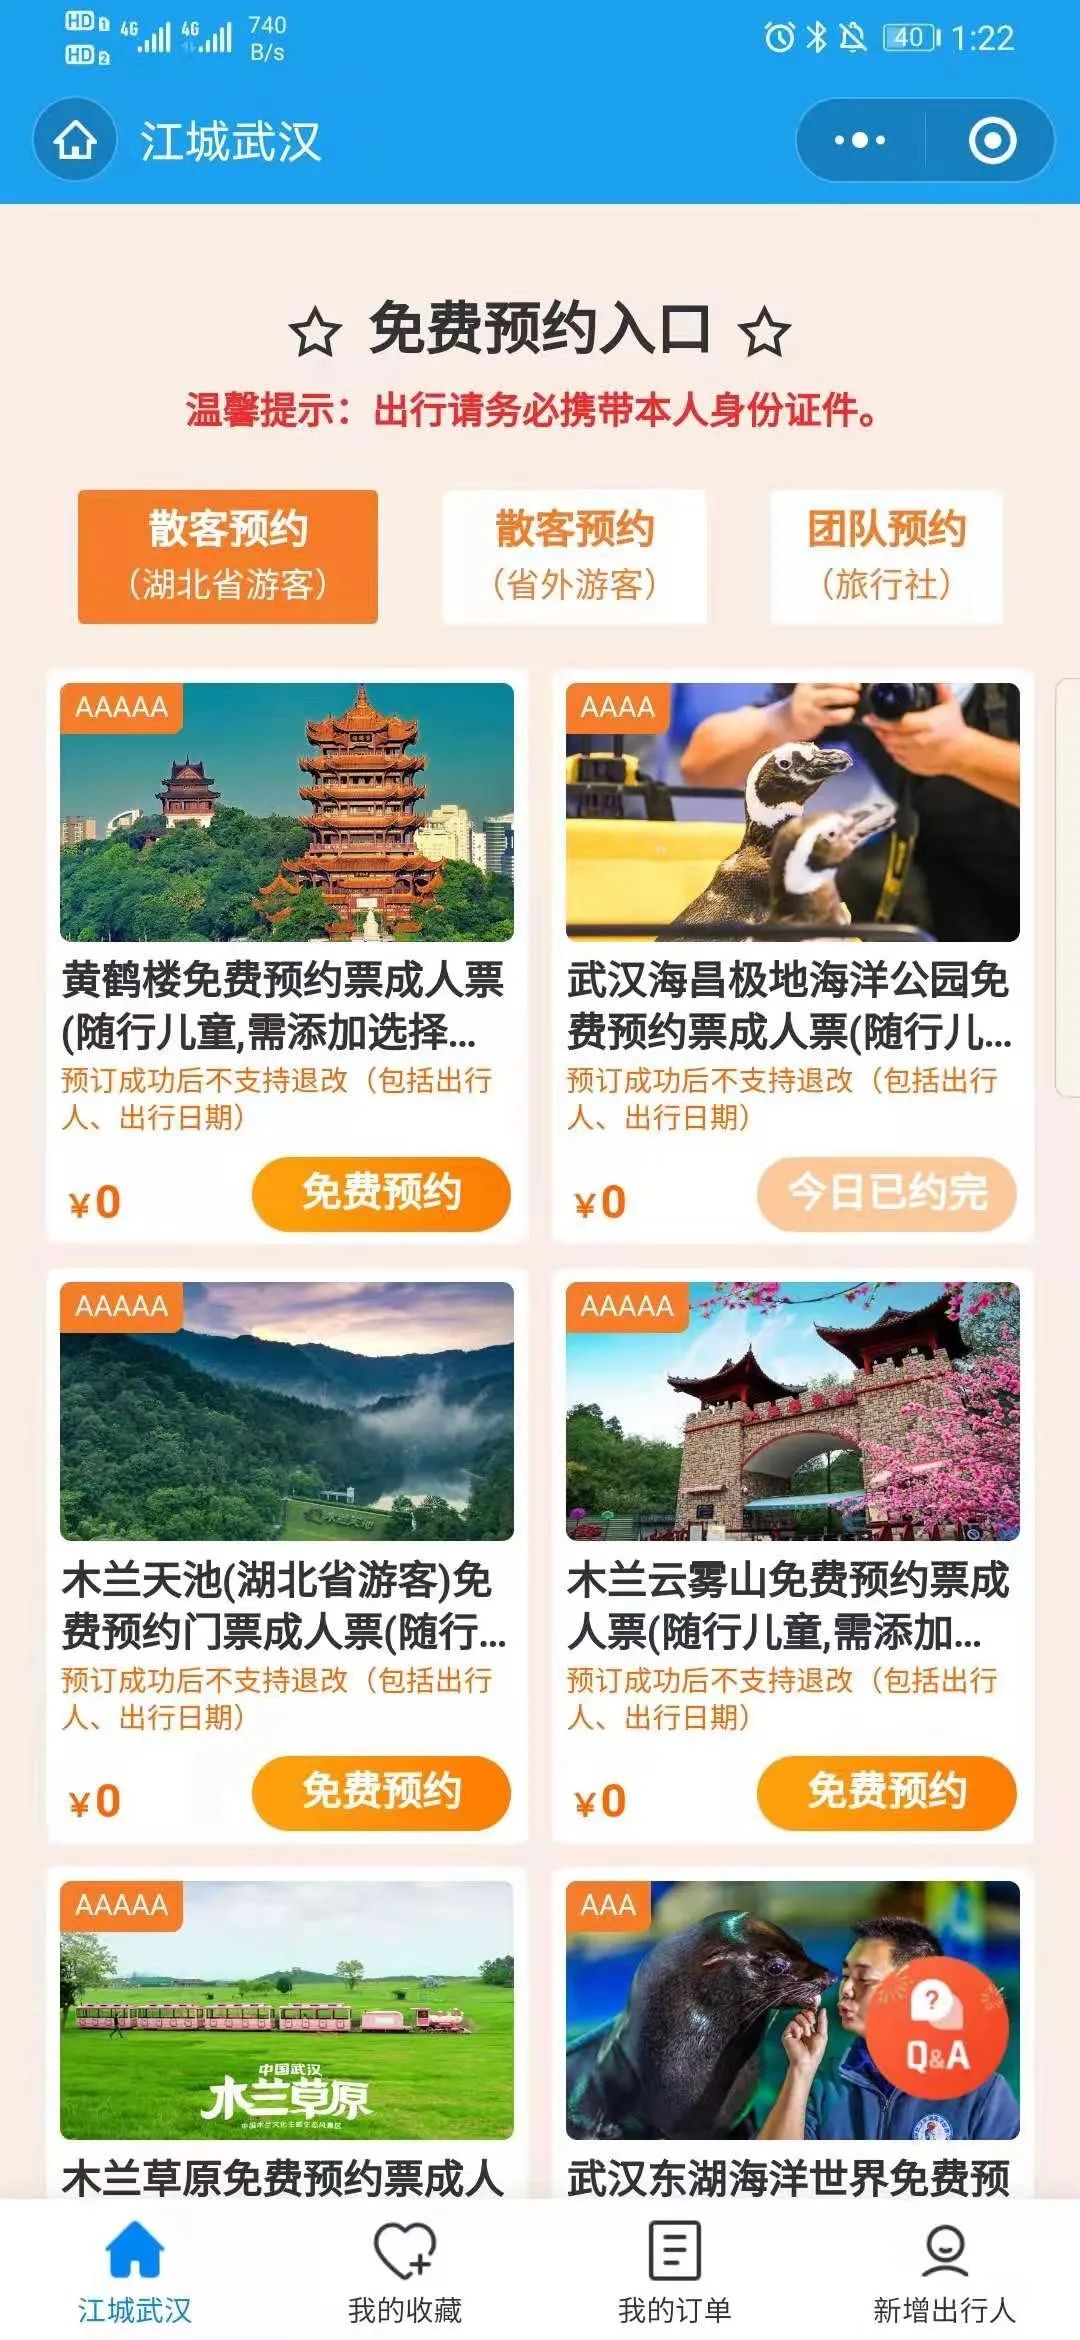 HD 1 4G 4G 740
HD 2 B/s
40 1:22
江城武汉
免费预约入口
温馨提示：出行请务必携带本人身份证件。
散客预约
（湖北省游客）
散客预约
（省外游客）
团队预约
（旅行社）
AAAAA
黄鹤楼免费预约票成人票
(随行儿童,需添加选择...
预订成功后不支持退改（包括出行
人、出行日期）
¥0
免费预约
AAAA
武汉海昌极地海洋公园免
费预约票成人票(随行儿...
预订成功后不支持退改（包括出行
人、出行日期）
¥0
今日已约完
AAAAA
木兰天池(湖北省游客)免
费预约门票成人票(随行...
预订成功后不支持退改（包括出行
人、出行日期）
¥0
免费预约
AAAAA
木兰云雾山免费预约票成
人票(随行儿童,需添加...
预订成功后不支持退改（包括出行
人、出行日期）
¥0
免费预约
AAAAA
中国武汉
木兰草原
木兰草原免费预约票成人
AAA
?
Q&A
武汉东湖海洋世界免费预
江城武汉
我的收藏
我的订单
新增出行人